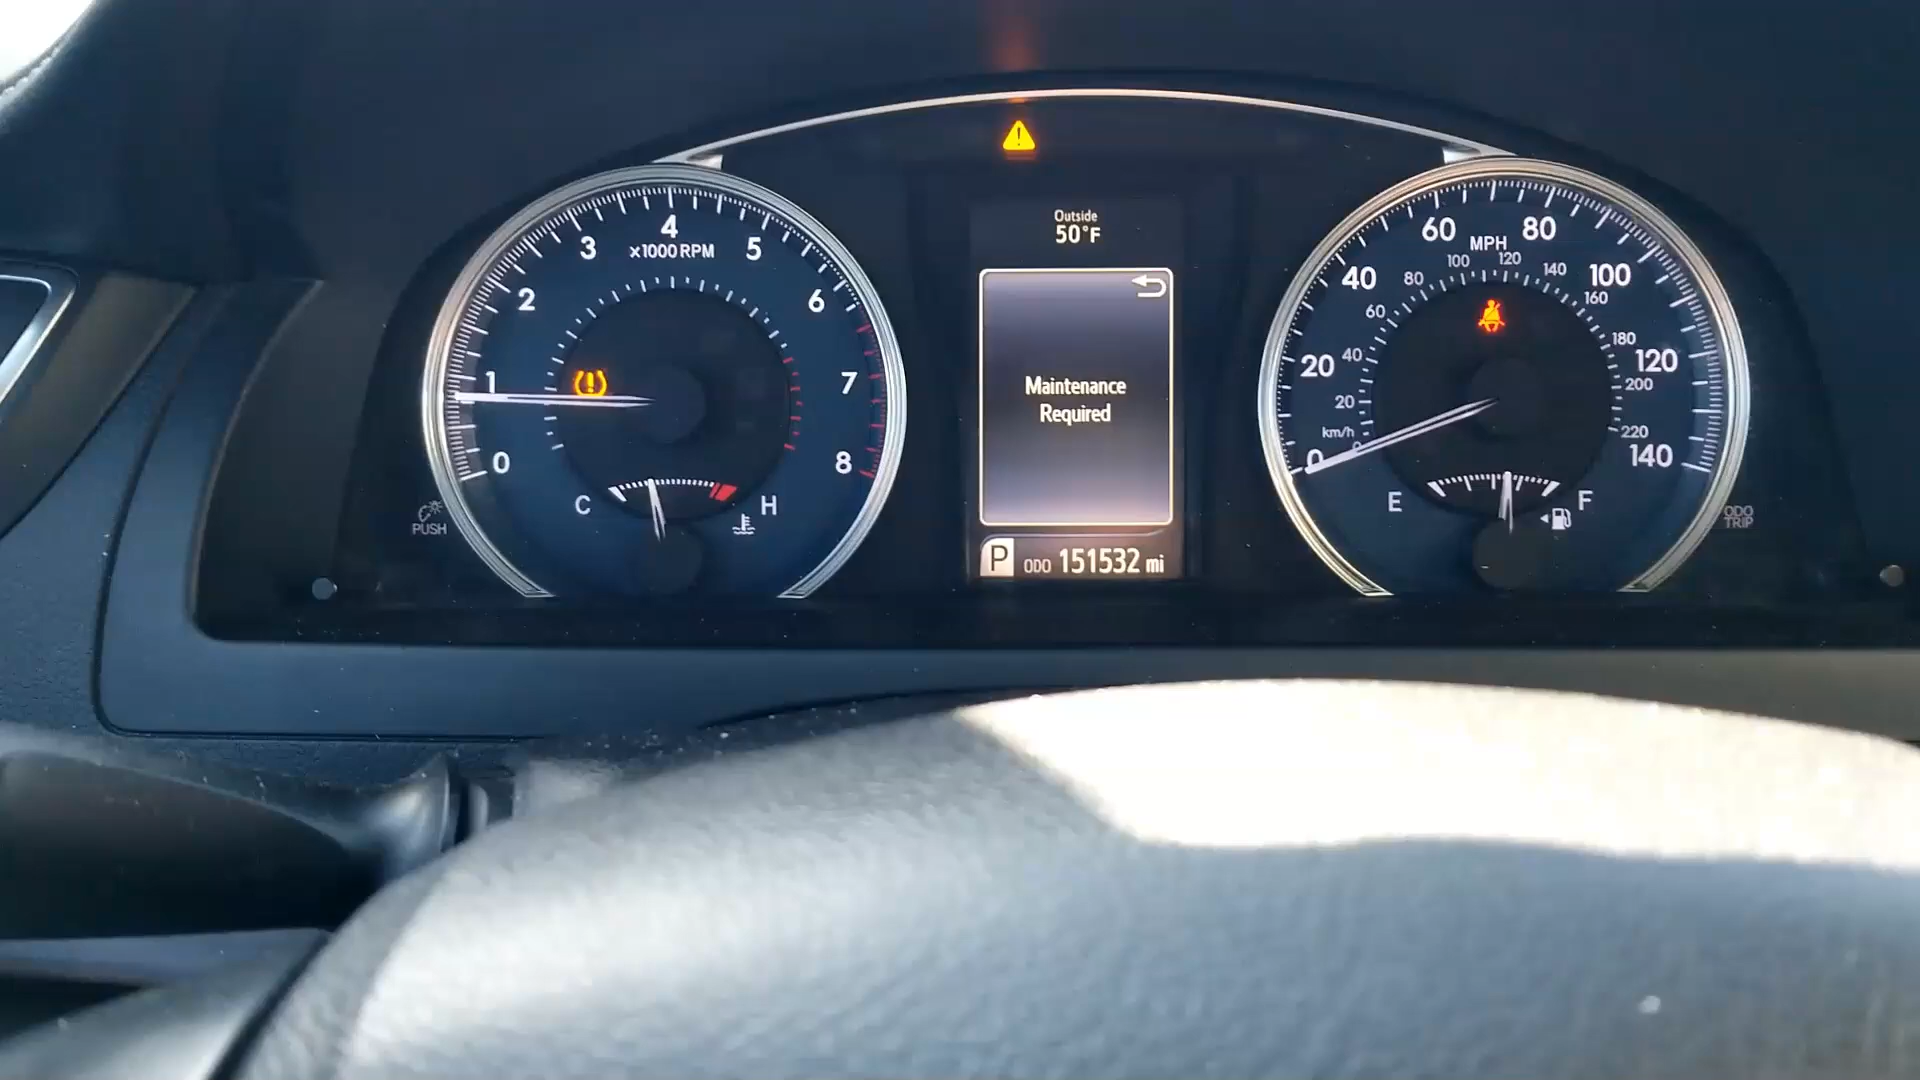 Outside
50°F
Maintenance
Required
P ODO 151532 mi
0 1 2 3 4 5 6 7 8
×1000 RPM
C H
PUSH
0 20 40 60 80 100 120 140
MPH
km/h
0 20 40 60 80 100 120 140 160 180 200 220
E F
ODO
TRIP